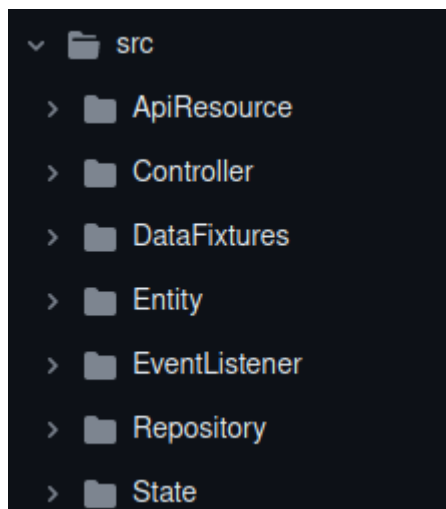 src
ApiResource
Controller
DataFixtures
Entity
EventListener
Repository
State